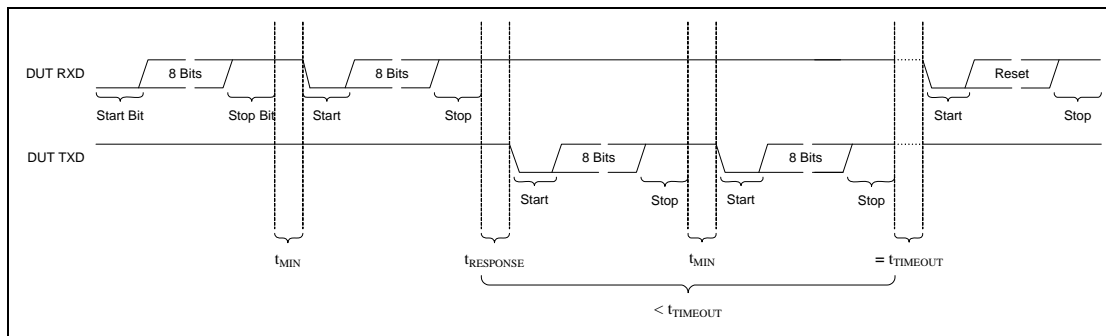 DUT RXD
8 Bits
8 Bits
Reset
Start Bit
Stop Bit
Start
Stop
Start
Stop
DUT TXD
8 Bits
8 Bits
Start
Stop
Start
Stop
tMIN
tRESPONSE
tMIN
= tTIMEOUT
< tTIMEOUT